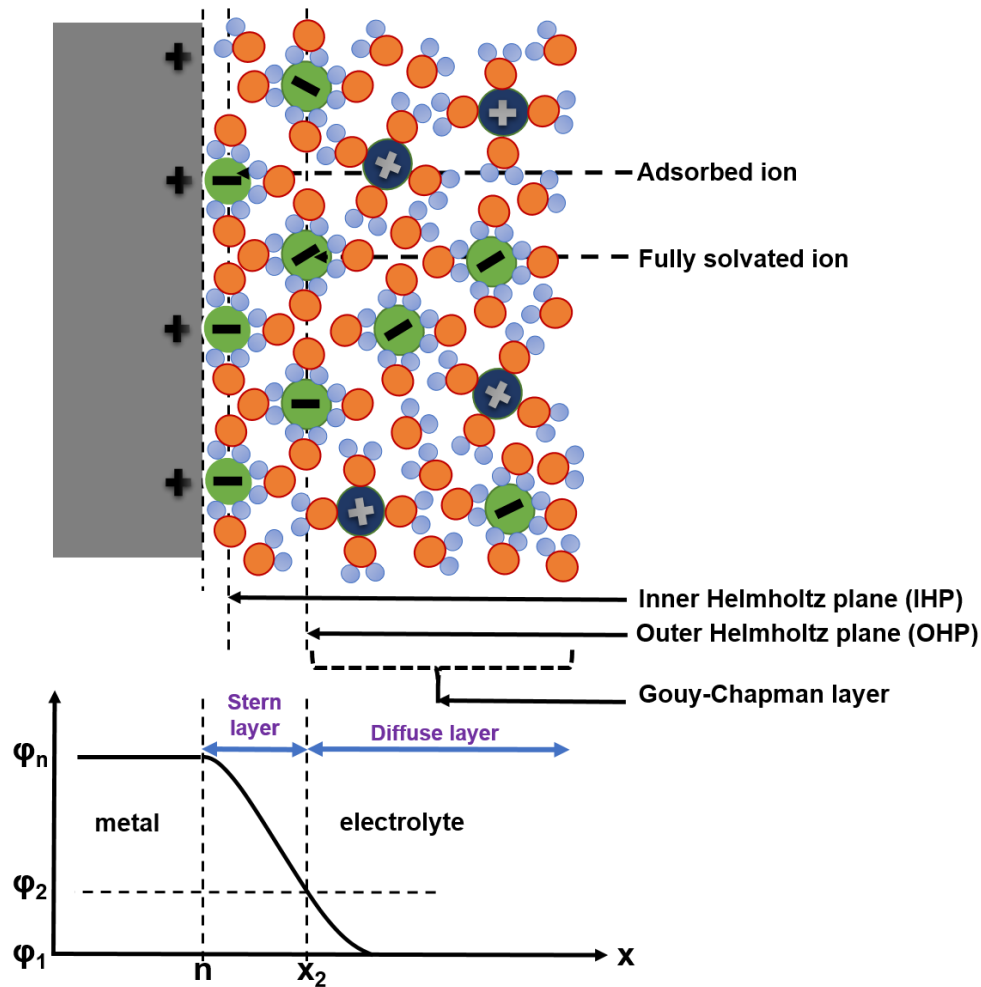 +
+
+
+
−
−
−
−
−
−
−
−
−
+
+
+
+
Adsorbed ion
Fully solvated ion
Inner Helmholtz plane (IHP)
Outer Helmholtz plane (OHP)
Gouy-Chapman layer
Stern
layer
Diffuse layer
φn
metal
electrolyte
φ2
φ1
n
x2
x